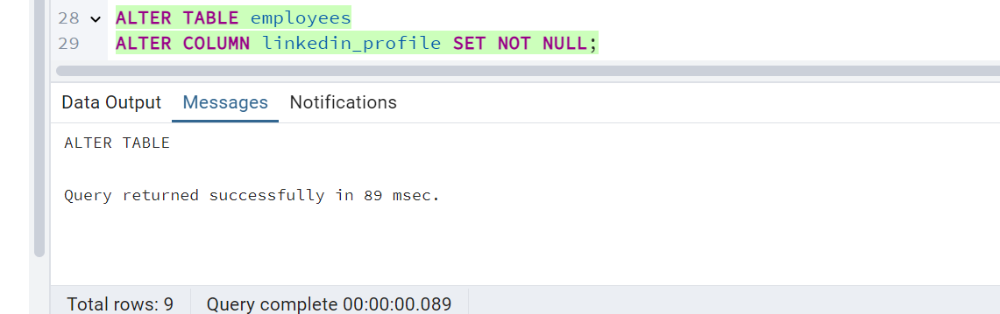 28 ALTER TABLE employees
29 ALTER COLUMN linkedin_profile SET NOT NULL;
Data Output Messages Notifications
ALTER TABLE
Query returned successfully in 89 msec.
Total rows: 9 Query complete 00:00:00.089